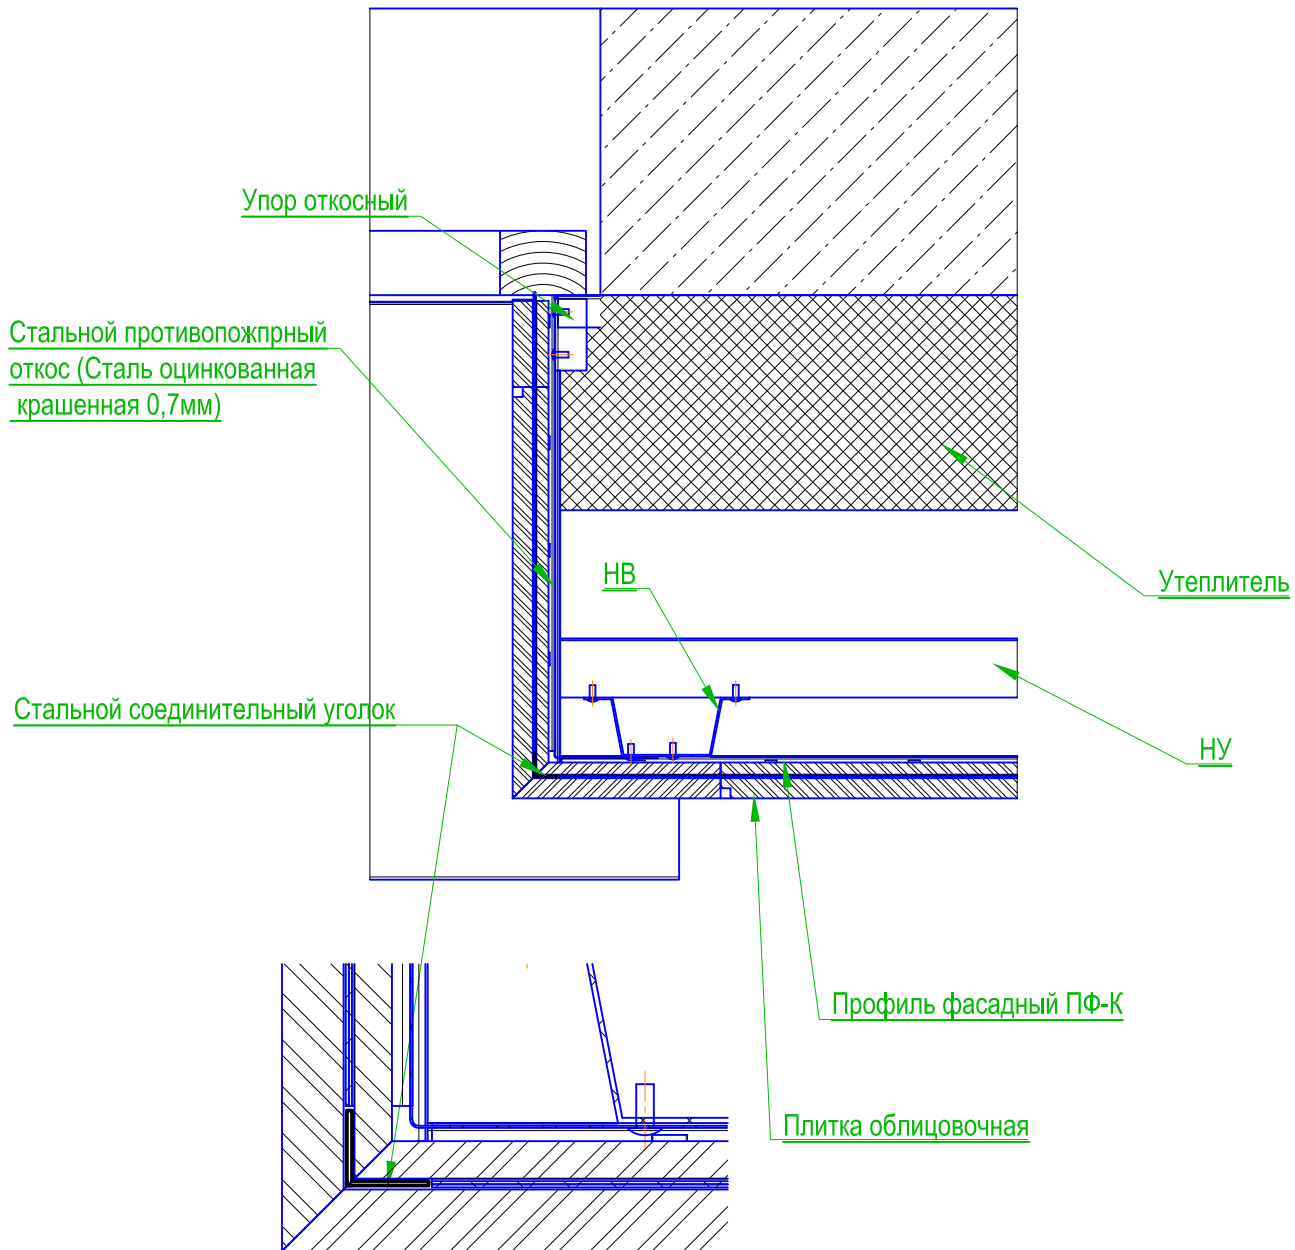 Упор откосный
Стальной противопожпрный
откос (Сталь оцинкованная
крашенная 0,7мм)
НВ
Утеплитель
Стальной соединительный уголок
НУ
Профиль фасадный ПФ-К
Плитка облицовочная